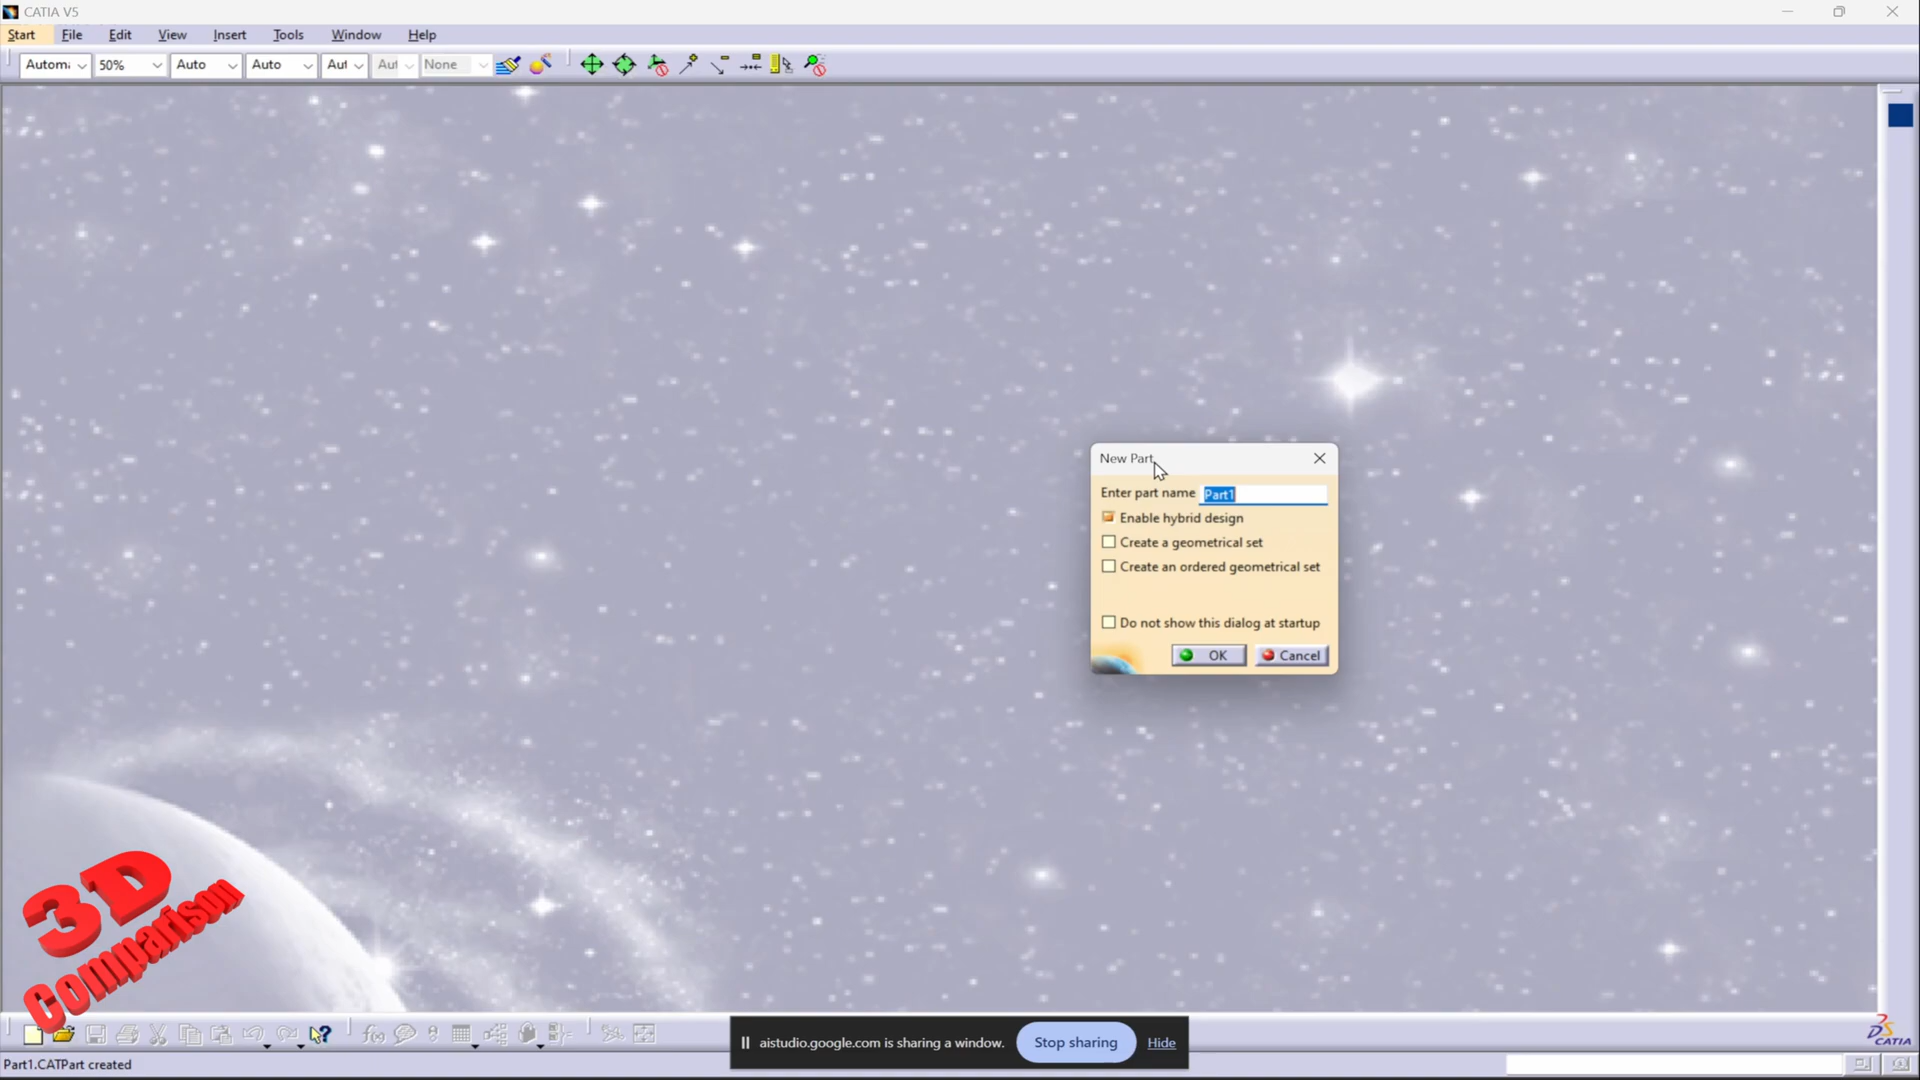 CATIA V5
Start File Edit View Insert Tools Window Help
Automa 50% Auto Auto Aut Aut None
New Part
Enter part name Part1
Enable hybrid design
Create a geometrical set
Create an ordered geometrical set
Do not show this dialog at startup
OK Cancel
3D
Comparison
aistudio.google.com is sharing a window. Stop sharing Hide
CATIA
Part1.CATPart created